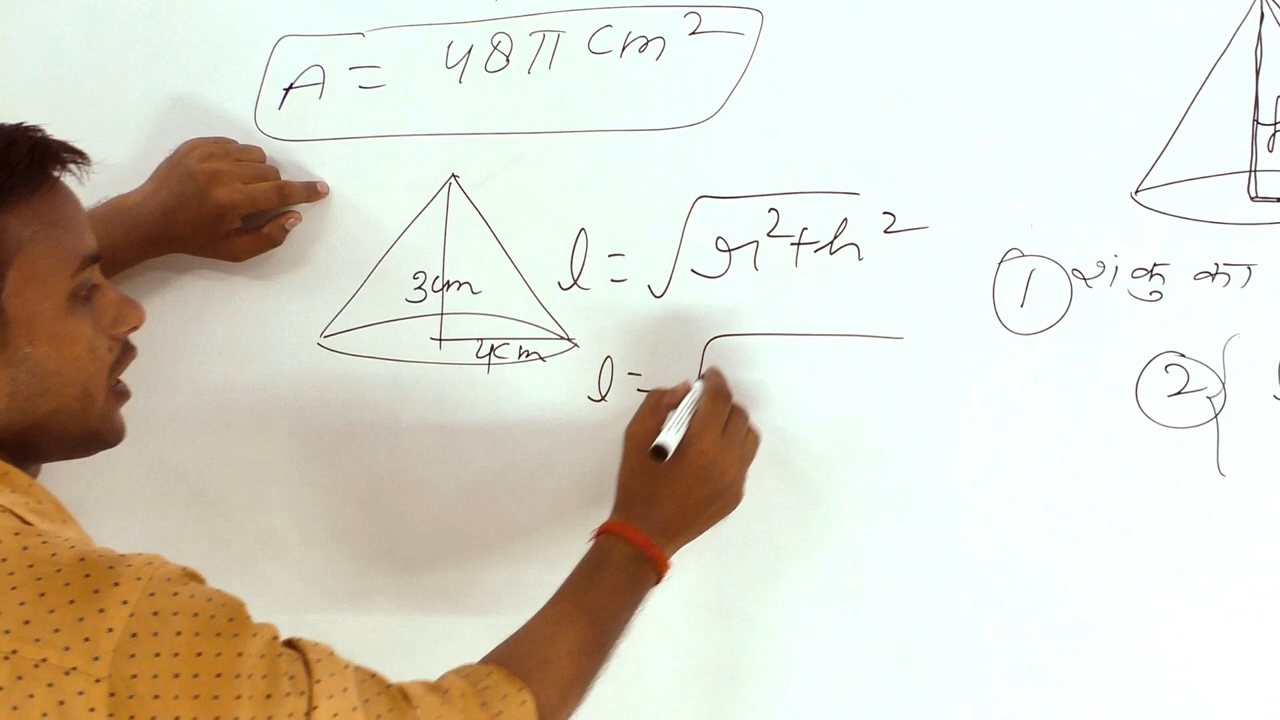 A = 48π cm²
3cm
4cm
l = √r²+h²
l = √
① शंकु का
②